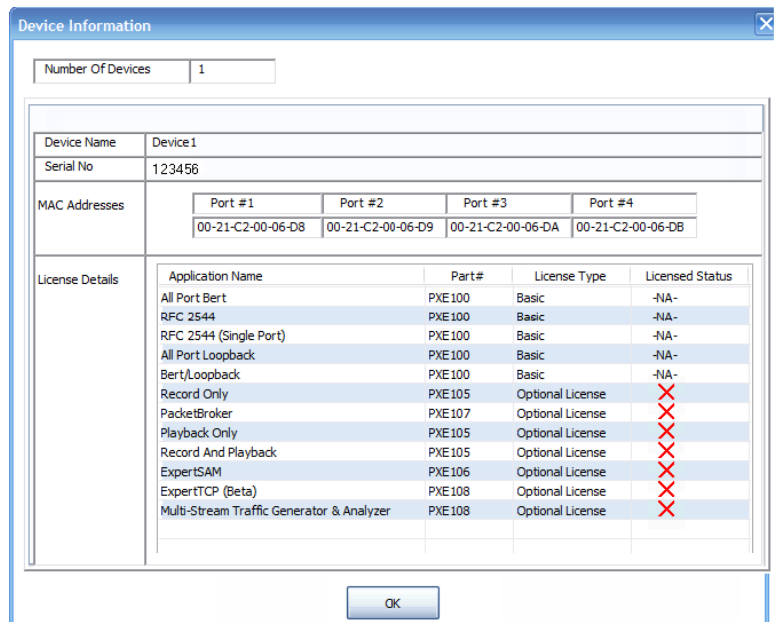 Device Information
Number Of Devices 1
Device Name Device1
Serial No 123456
MAC Addresses Port #1 Port #2 Port #3 Port #4
00-21-C2-00-06-D8 00-21-C2-00-06-D9 00-21-C2-00-06-DA 00-21-C2-00-06-DB
License Details Application Name Part# License Type Licensed Status
All Port Bert PXE100 Basic -NA-
RFC 2544 PXE100 Basic -NA-
RFC 2544 (Single Port) PXE100 Basic -NA-
All Port Loopback PXE100 Basic -NA-
Bert/Loopback PXE100 Basic -NA-
Record Only PXE105 Optional License
PacketBroker PXE107 Optional License
Playback Only PXE105 Optional License
Record And Playback PXE105 Optional License
ExpertSAM PXE106 Optional License
ExpertTCP (Beta) PXE108 Optional License
Multi-Stream Traffic Generator & Analyzer PXE108 Optional License
OK